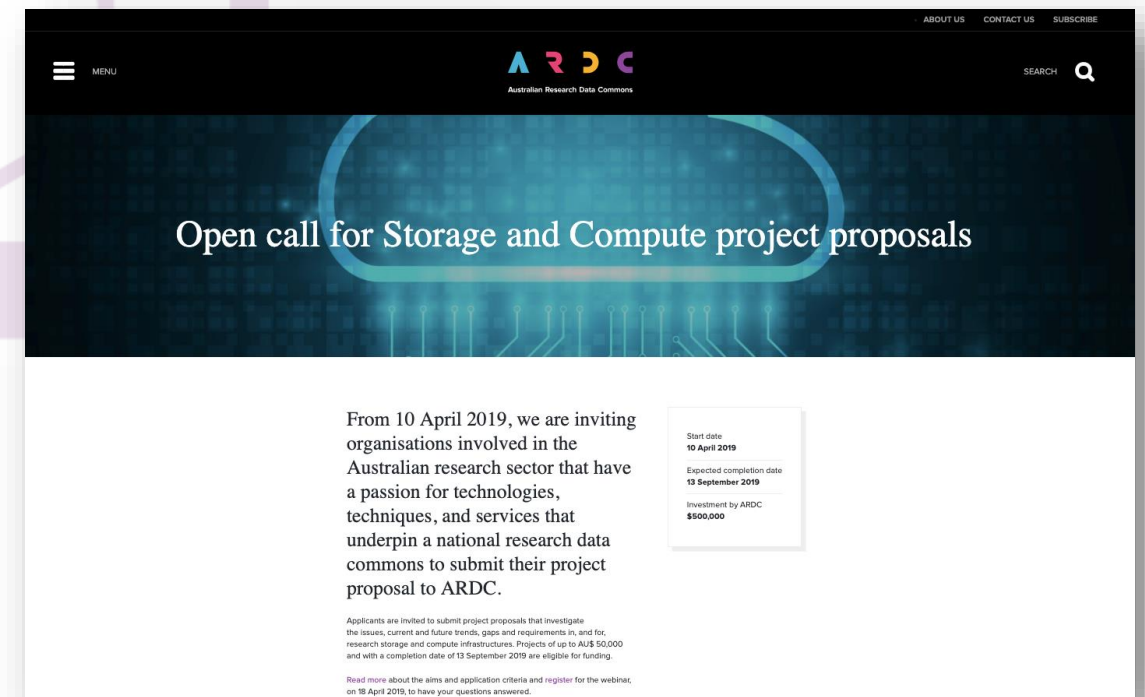 ABOUT US CONTACT US SUBSCRIBE
MENU
ARDC
Australian Research Data Commons
SEARCH
Open call for Storage and Compute project proposals
From 10 April 2019, we are inviting
organisations involved in the
Australian research sector that have
a passion for technologies,
techniques, and services that
underpin a national research data
commons to submit their project
proposal to ARDC.
Applicants are invited to submit project proposals that investigate
the issues, current and future trends, gaps and requirements in, and for,
research storage and compute infrastructures. Projects of up to AU$ 50,000
and with a completion date of 13 September 2019 are eligible for funding.
Read more about the aims and application criteria and register for the webinar,
on 18 April 2019, to have your questions answered.
Start date
10 April 2019
Expected completion date
13 September 2019
Investment by ARDC
$500,000